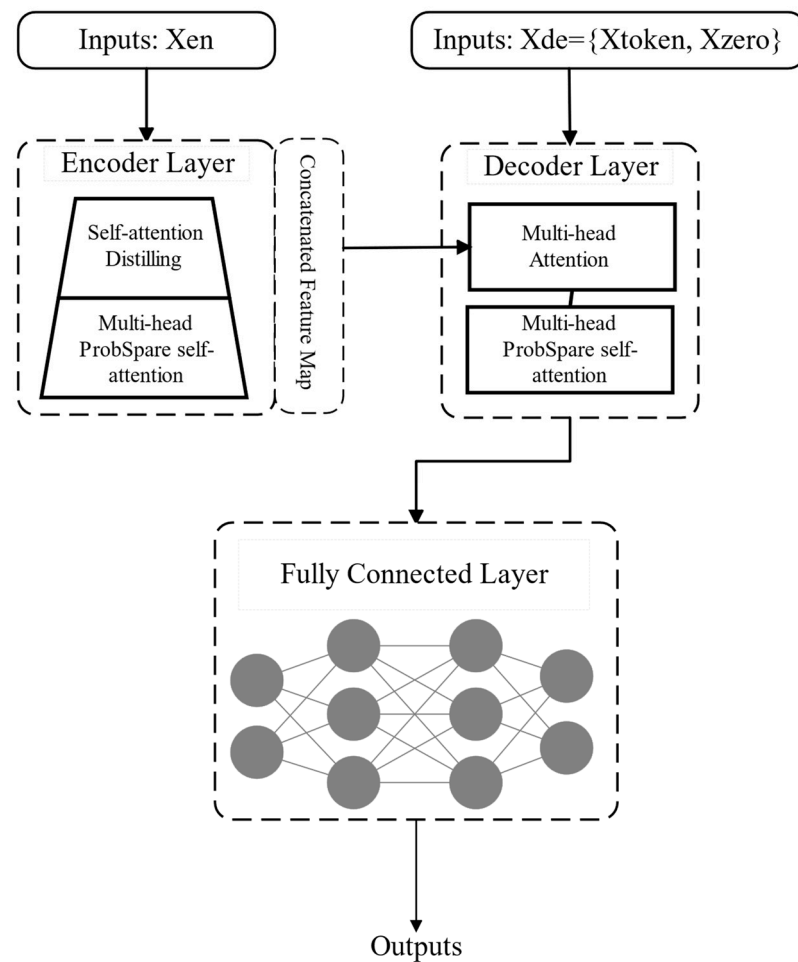 Inputs: Xen
Inputs: Xde={Xtoken, Xzero}
Encoder Layer
Self-attention
Distilling
Multi-head
ProbSpare self-
attention
Concatenated Feature Map
Decoder Layer
Multi-head
Attention
Multi-head
ProbSpare self-
attention
Fully Connected Layer
Outputs